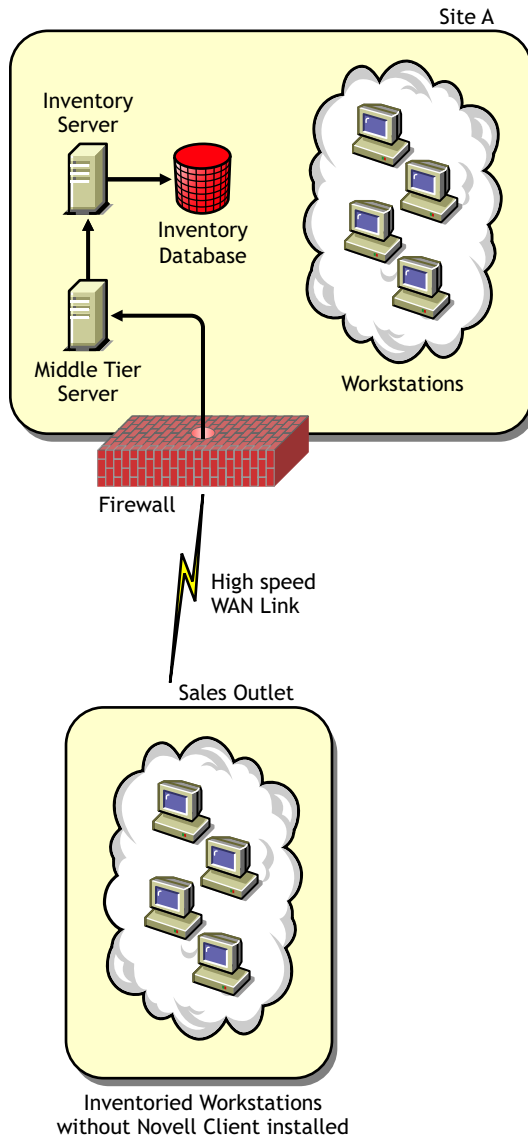 Site A
Inventory
Server
Inventory
Database
Middle Tier
Server
Workstations
Firewall
High speed
WAN Link
Sales Outlet
Inventoried Workstations
without Novell Client installed